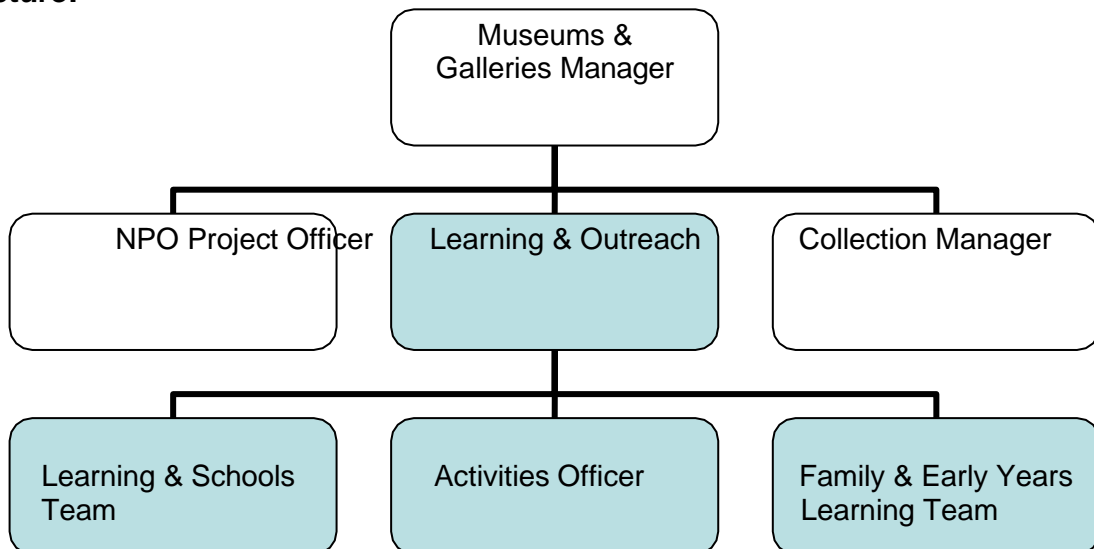 Museums &
Galleries Manager
NPO Project Officer
Learning & Outreach
Collection Manager
Learning & Schools
Team
Activities Officer
Family & Early Years
Learning Team